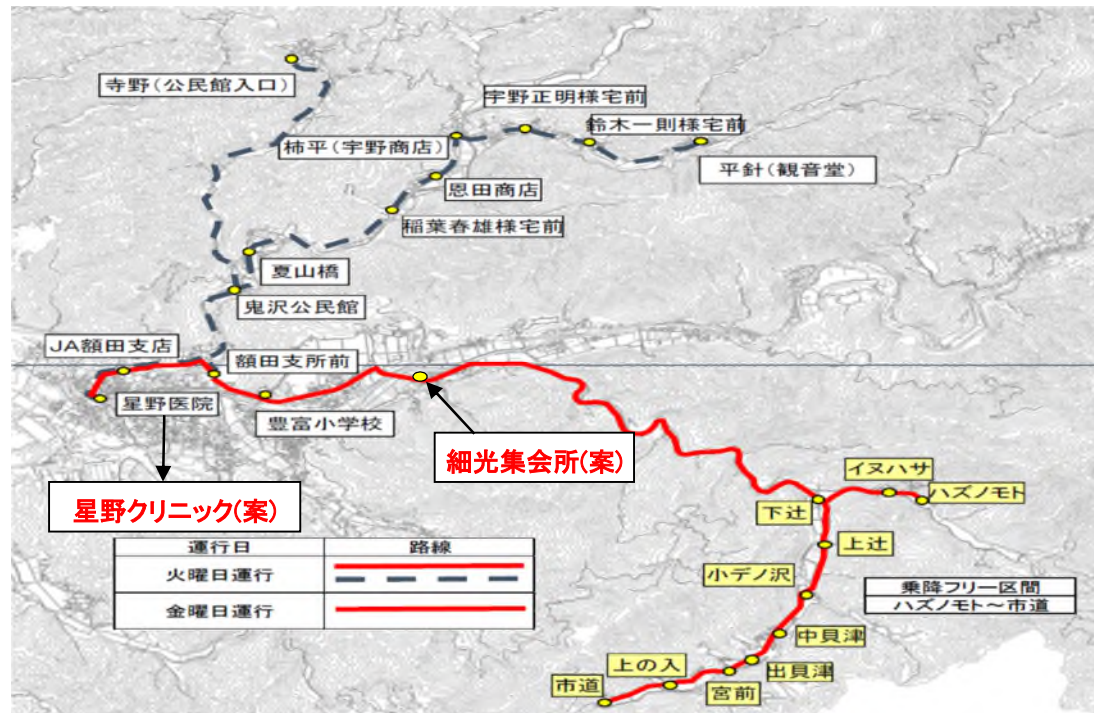 寺野(公民館入口)
宇野正明様宅前
鈴木一則様宅前
柿平(宇野商店)
平針(観音堂)
恩田商店
稲葉春雄様宅前
夏山橋
鬼沢公民館
JA額田支店
額田支所前
星野医院
豊富小学校
細光集会所(案)
星野クリニック(案)
イヌハサ
ハズノモト
下辻
上辻
小デノ沢
中貝津
出貝津
宮前
上の入
市道
運行日 路線
火曜日運行
金曜日運行
乗降フリー区間
ハズノモト～市道